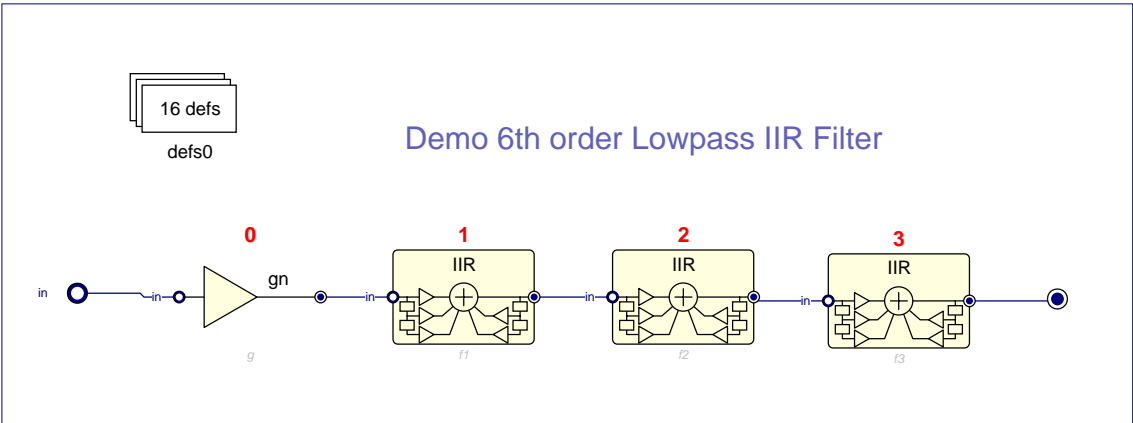 16 defs
defs0
Demo 6th order Lowpass IIR Filter
0
1
2
3
IIR
IIR
IIR
gn
in
in
in
in
in
g
f1
f2
f3